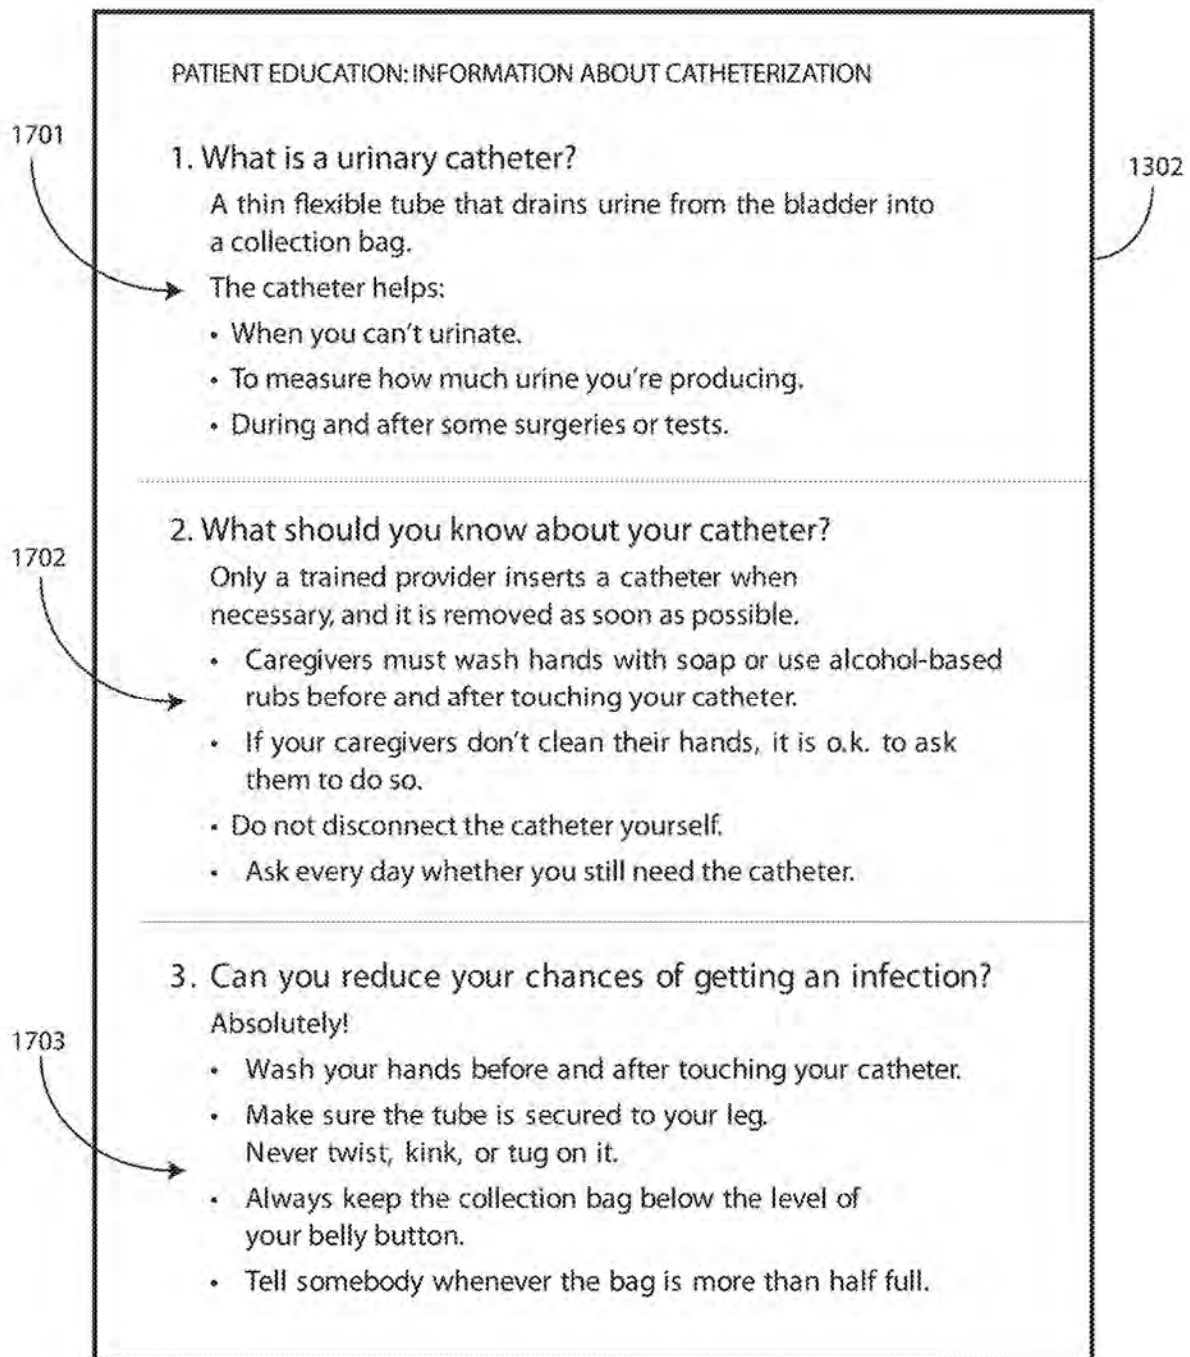 PATIENT EDUCATION: INFORMATION ABOUT CATHETERIZATION
1701
1. What is a urinary catheter?
1302
A thin flexible tube that drains urine from the bladder into
a collection bag.
The catheter helps:
• When you can't urinate.
• To measure how much urine you're producing.
• During and after some surgeries or tests.
2. What should you know about your catheter?
1702
Only a trained provider inserts a catheter when
necessary, and it is removed as soon as possible.
• Caregivers must wash hands with soap or use alcohol-based
rubs before and after touching your catheter.
• If your caregivers don't clean their hands, it is o.k. to ask
them to do so.
• Do not disconnect the catheter yourself.
• Ask every day whether you still need the catheter.
3. Can you reduce your chances of getting an infection?
Absolutely!
1703
• Wash your hands before and after touching your catheter.
• Make sure the tube is secured to your leg.
Never twist, kink, or tug on it.
• Always keep the collection bag below the level of
your belly button.
• Tell somebody whenever the bag is more than half full.